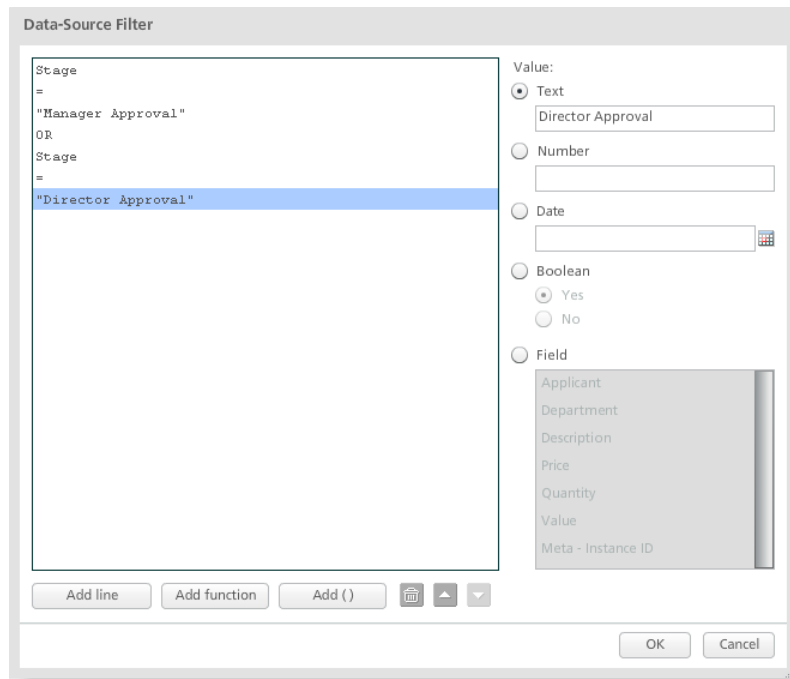 Data-Source Filter
Stage
=
"Manager Approval"
OR
Stage
=
"Director Approval"
Value:
Text
Director Approval
Number
Date
Boolean
Yes
No
Field
Applicant
Department
Description
Price
Quantity
Value
Meta - Instance ID
Add line
Add function
Add ( )
OK
Cancel